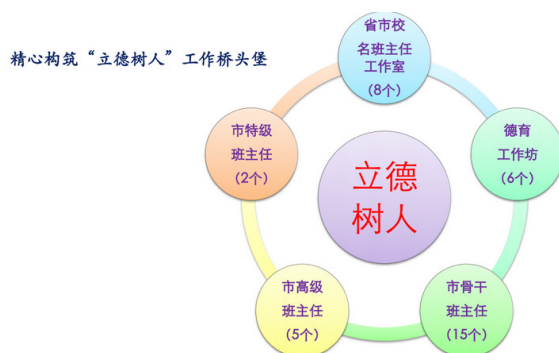 精心构筑“立德树人”工作桥头堡
省市校
名班主任
工作室
(8个)
德育
工作坊
(6个)
市骨干
班主任
(15个)
市高级
班主任
(5个)
市特级
班主任
(2个)
立德
树人